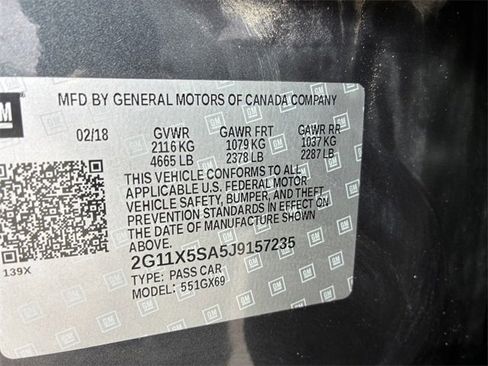 GM
MFD BY GENERAL MOTORS OF CANADA COMPANY
02/18 GVWR GAWR FRT GAWR RR
2116 KG 1079 KG 1037 KG
4665 LB 2378 LB 2287 LB
THIS VEHICLE CONFORMS TO ALL
APPLICABLE U.S. FEDERAL MOTOR
VEHICLE SAFETY, BUMPER, AND THEFT
PREVENTION STANDARDS IN EFFECT ON
THE DATE OF MANUFACTURE SHOWN
ABOVE.
139X
2G11X5SA5J9157235
TYPE: PASS CAR
MODEL: 551GX69